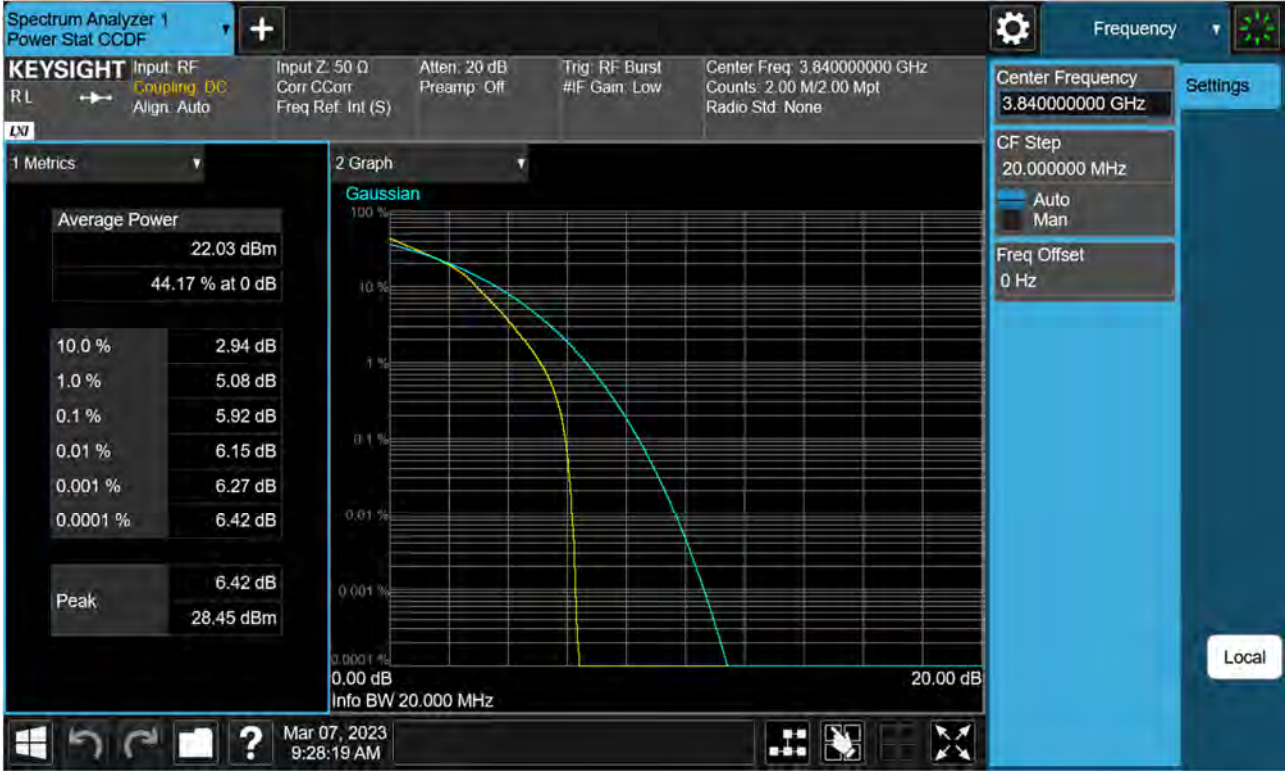 Spectrum Analyzer 1
Power Stat CCDF
Frequency
KEYSIGHT
RL
LXI
Input: RF
Coupling: DC
Align: Auto
Input Z: 50 Ω
Corr CCorr
Freq Ref: Int (S)
Atten: 20 dB
Preamp: Off
Trig: RF Burst
#IF Gain: Low
Center Freq: 3.840000000 GHz
Counts: 2.00 M/2.00 Mpt
Radio Std: None
Center Frequency
3.840000000 GHz
Settings
CF Step
20.000000 MHz
Auto
Man
Freq Offset
0 Hz
Local
1 Metrics
Average Power
22.03 dBm
44.17 % at 0 dB
10.0 % 2.94 dB
1.0 % 5.08 dB
0.1 % 5.92 dB
0.01 % 6.15 dB
0.001 % 6.27 dB
0.0001 % 6.42 dB
Peak
6.42 dB
28.45 dBm
2 Graph
Gaussian
100 %
10 %
1 %
0.1 %
0.01 %
0.001 %
0.0001 %
0.00 dB
20.00 dB
Info BW 20.000 MHz
?
Mar 07, 2023
9:28:19 AM